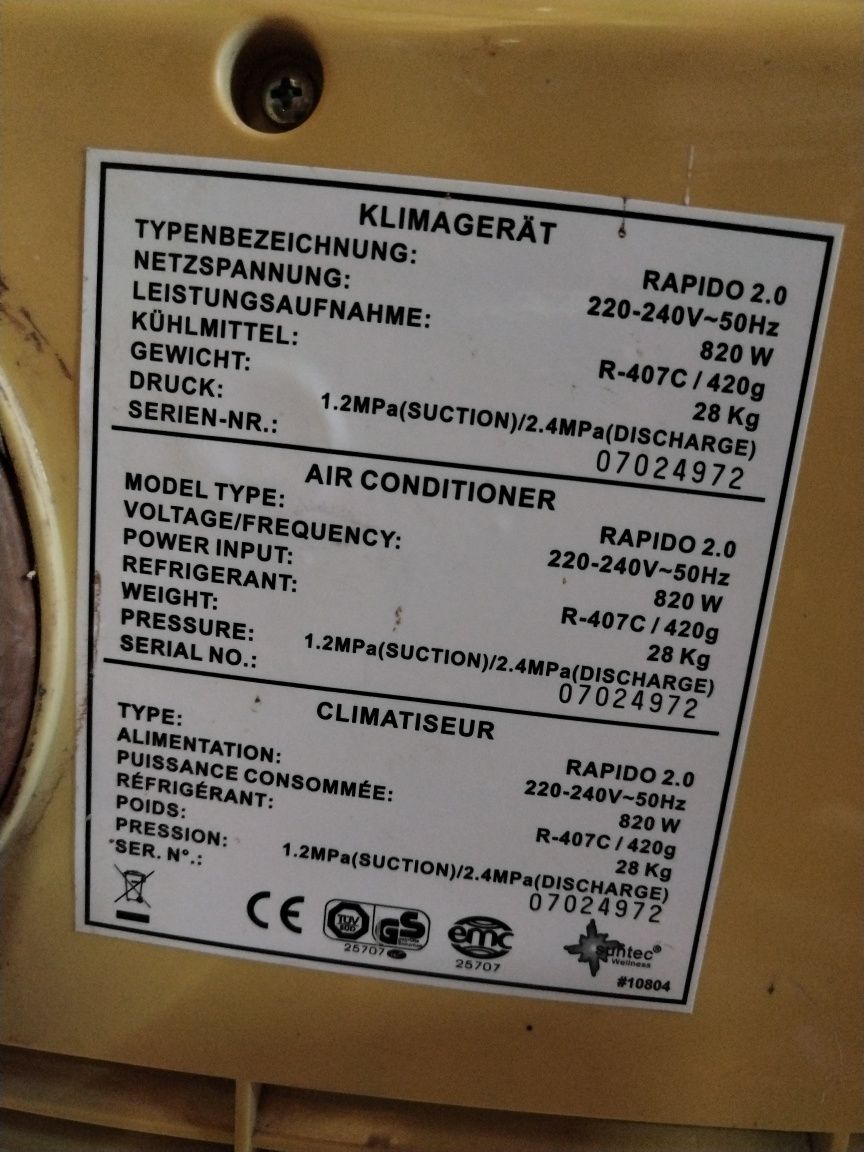 KLIMAGERÄT
TYPENBEZEICHNUNG: RAPIDO 2.0
NETZSPANNUNG: 220-240V~50Hz
LEISTUNGSAUFNAHME: 820 W
KÜHLMITTEL: R-407C / 420g
GEWICHT: 28 Kg
DRUCK: 1.2MPa(SUCTION)/2.4MPa(DISCHARGE)
SERIEN-NR.: 07024972
AIR CONDITIONER
MODEL TYPE: RAPIDO 2.0
VOLTAGE/FREQUENCY: 220-240V~50Hz
POWER INPUT: 820 W
REFRIGERANT: R-407C / 420g
WEIGHT: 28 Kg
PRESSURE: 1.2MPa(SUCTION)/2.4MPa(DISCHARGE)
SERIAL NO.: 07024972
CLIMATISEUR
TYPE: RAPIDO 2.0
ALIMENTATION: 220-240V~50Hz
PUISSANCE CONSOMMÉE: 820 W
RÉFRIGÉRANT: R-407C / 420g
POIDS: 28 Kg
PRESSION: 1.2MPa(SUCTION)/2.4MPa(DISCHARGE)
SER. N°.: 07024972
CE TÜV SÜD GS emc suntec®
Wellness
25707 25707 #10804